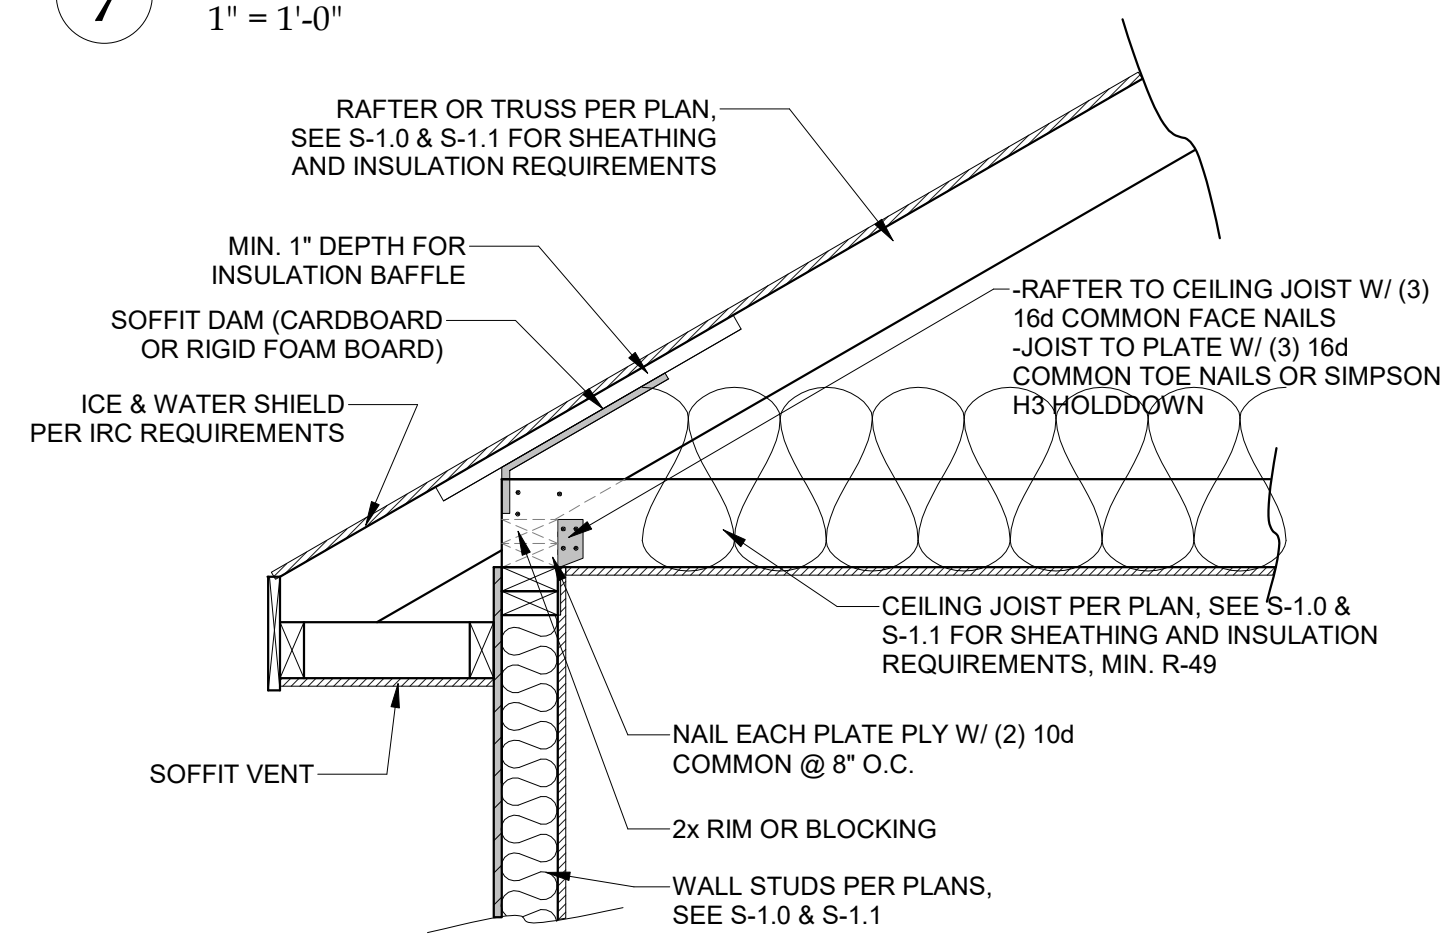 7
1" = 1'-0"
RAFTER OR TRUSS PER PLAN,
SEE S-1.0 & S-1.1 FOR SHEATHING
AND INSULATION REQUIREMENTS
MIN. 1" DEPTH FOR
INSULATION BAFFLE
SOFFIT DAM (CARDBOARD
OR RIGID FOAM BOARD)
ICE & WATER SHIELD
PER IRC REQUIREMENTS
-RAFTER TO CEILING JOIST W/ (3)
16d COMMON FACE NAILS
-JOIST TO PLATE W/ (3) 16d
COMMON TOE NAILS OR SIMPSON
H3 HOLDDOWN
CEILING JOIST PER PLAN, SEE S-1.0 &
S-1.1 FOR SHEATHING AND INSULATION
REQUIREMENTS, MIN. R-49
SOFFIT VENT
NAIL EACH PLATE PLY W/ (2) 10d
COMMON @ 8" O.C.
2x RIM OR BLOCKING
WALL STUDS PER PLANS,
SEE S-1.0 & S-1.1